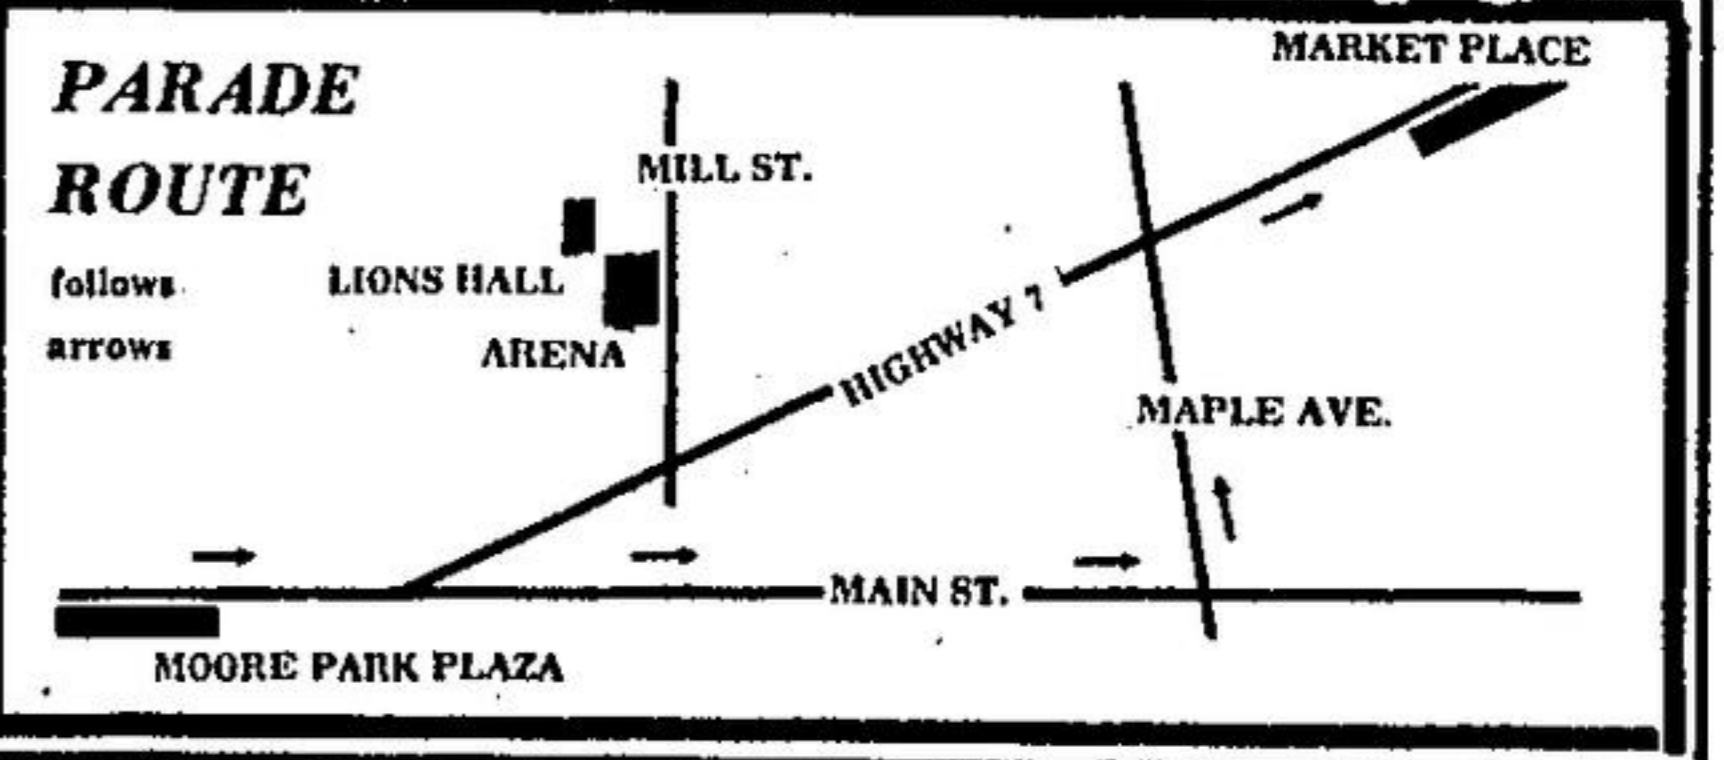 PARADE
ROUTE
follows
arrows
MARKET PLACE
MILL ST.
LIONS HALL
ARENA
HIGHWAY 7
MAPLE AVE.
MAIN ST.
MOORE PARK PLAZA